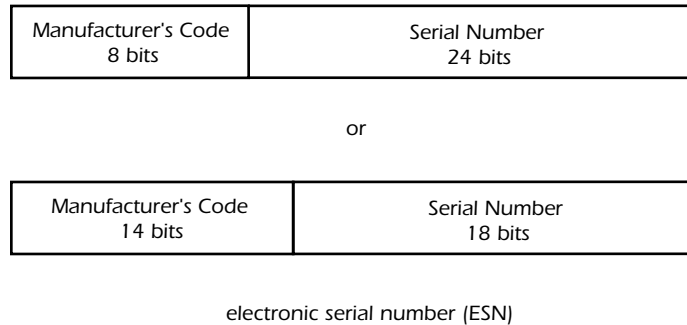 Manufacturer's Code
8 bits
Serial Number
24 bits
or
Manufacturer's Code
14 bits
Serial Number
18 bits
electronic serial number (ESN)